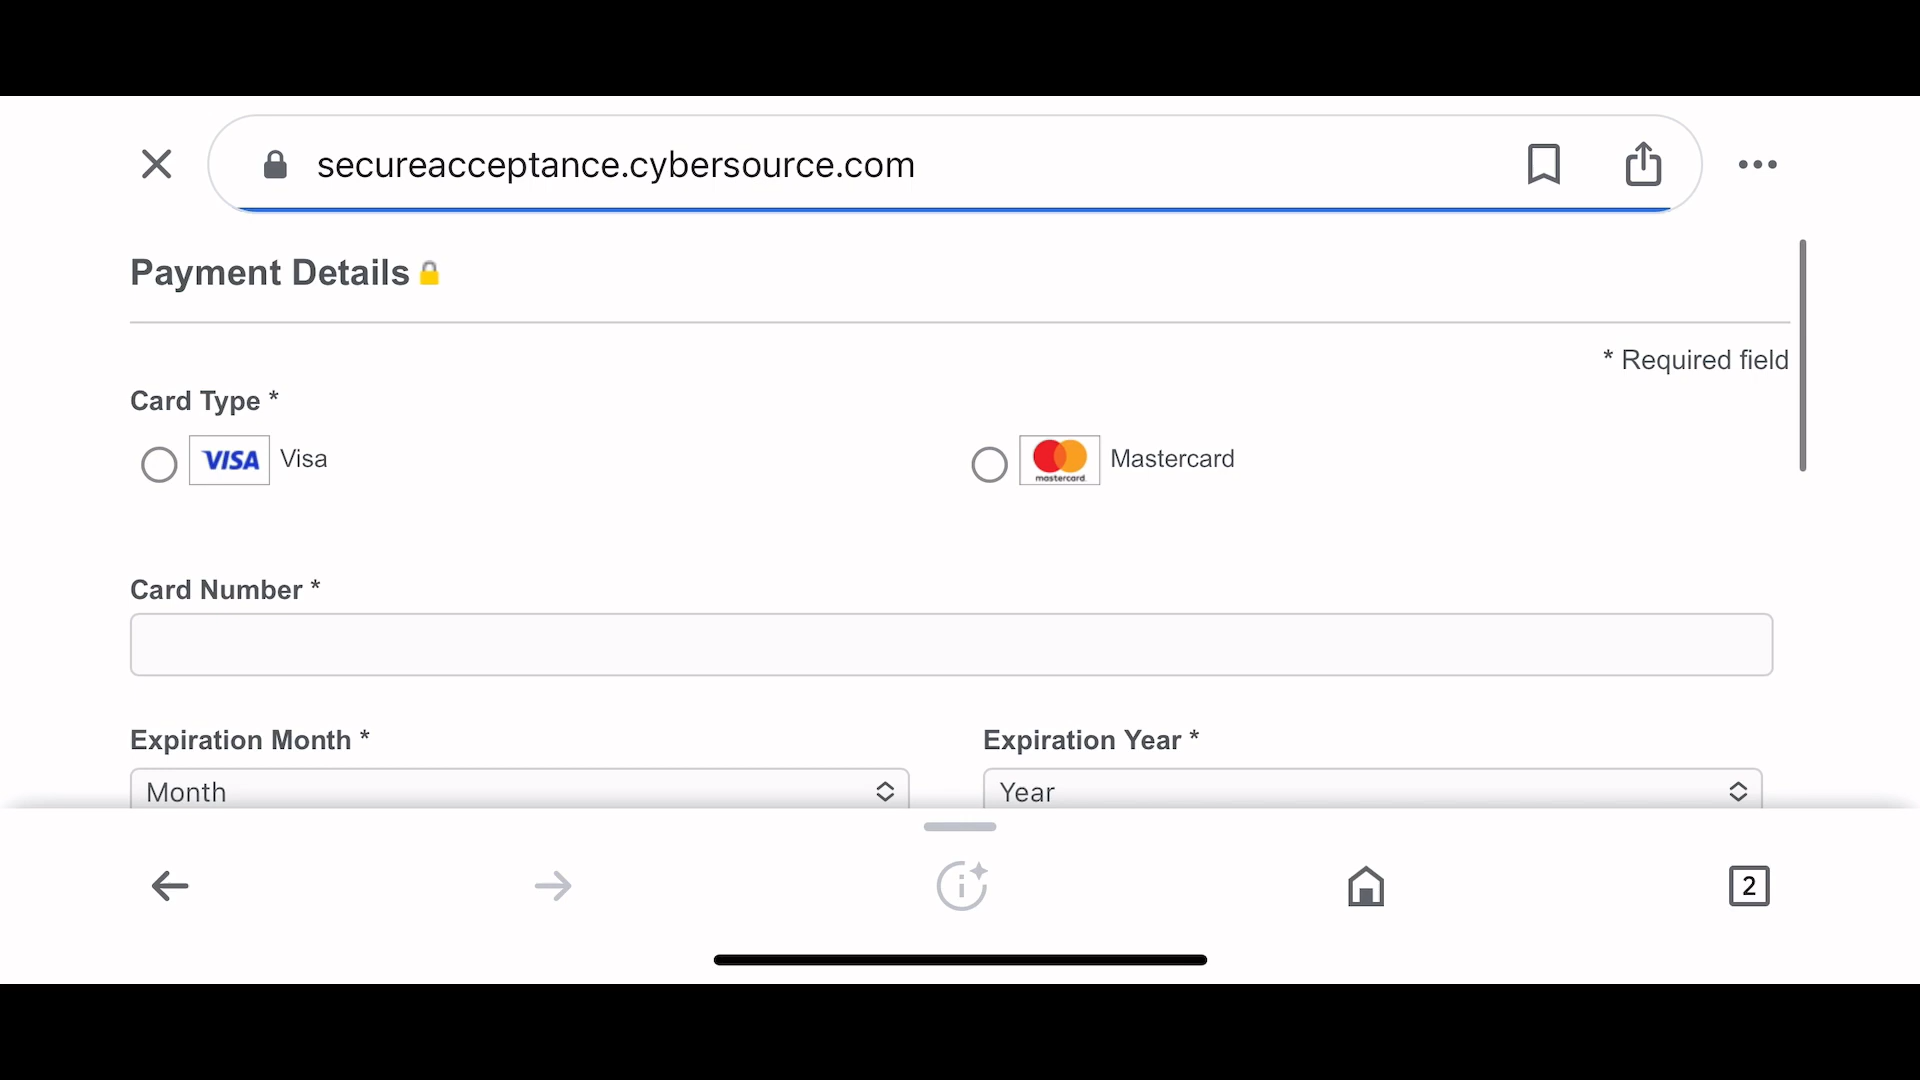 secureacceptance.cybersource.com
Payment Details
* Required field
Card Type *
VISA Visa
mastercard. Mastercard
Card Number *
Expiration Month * Expiration Year *
Month Year
2